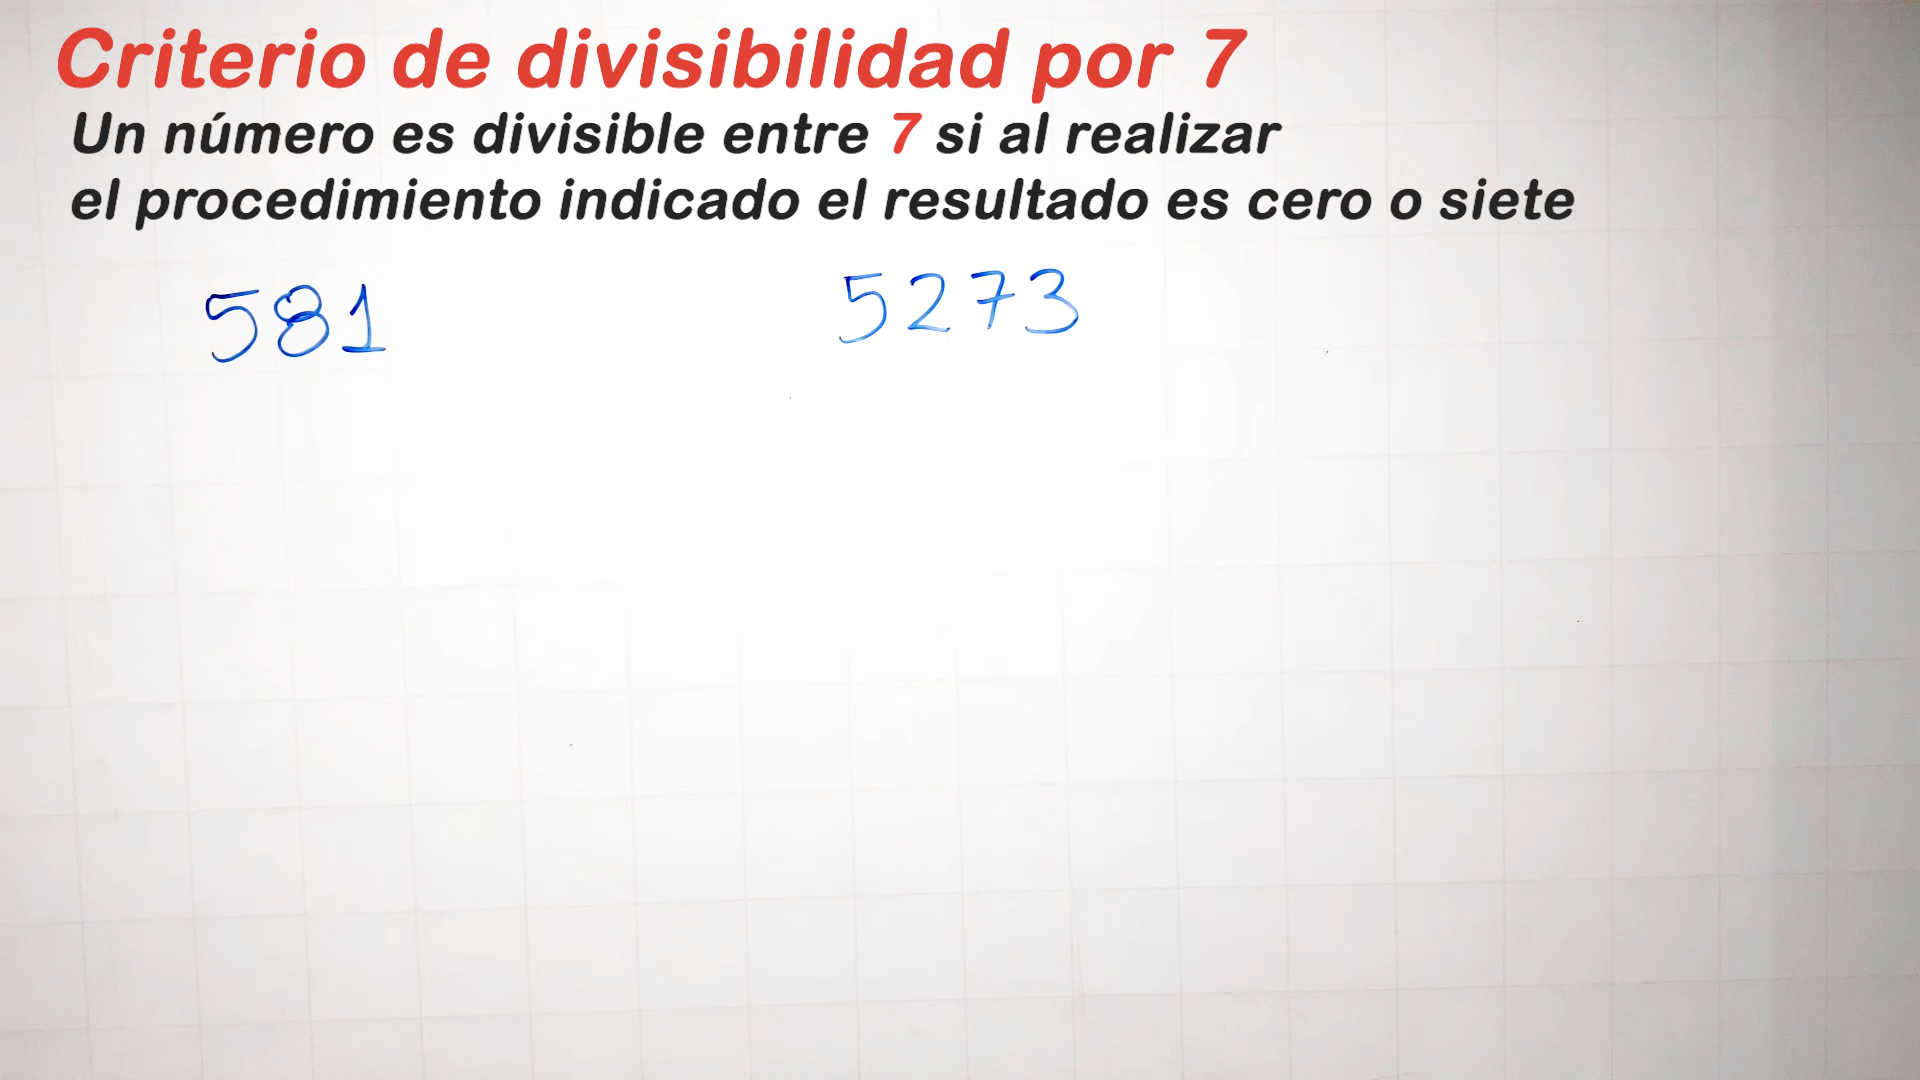 Criterio de divisibilidad por 7
Un número es divisible entre 7 si al realizar
el procedimiento indicado el resultado es cero o siete
581 5273